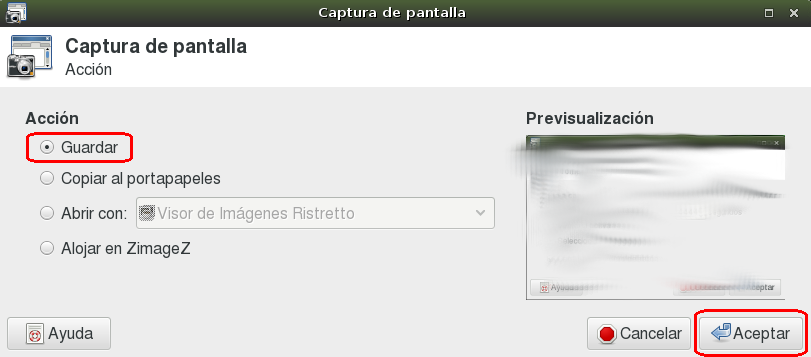 Captura de pantalla
Captura de pantalla
Acción
Acción
Previsualización
Guardar
Copiar al portapapeles
Abrir con: Visor de Imágenes Ristretto
Alojar en ZimageZ
Ayuda
Cancelar
Aceptar